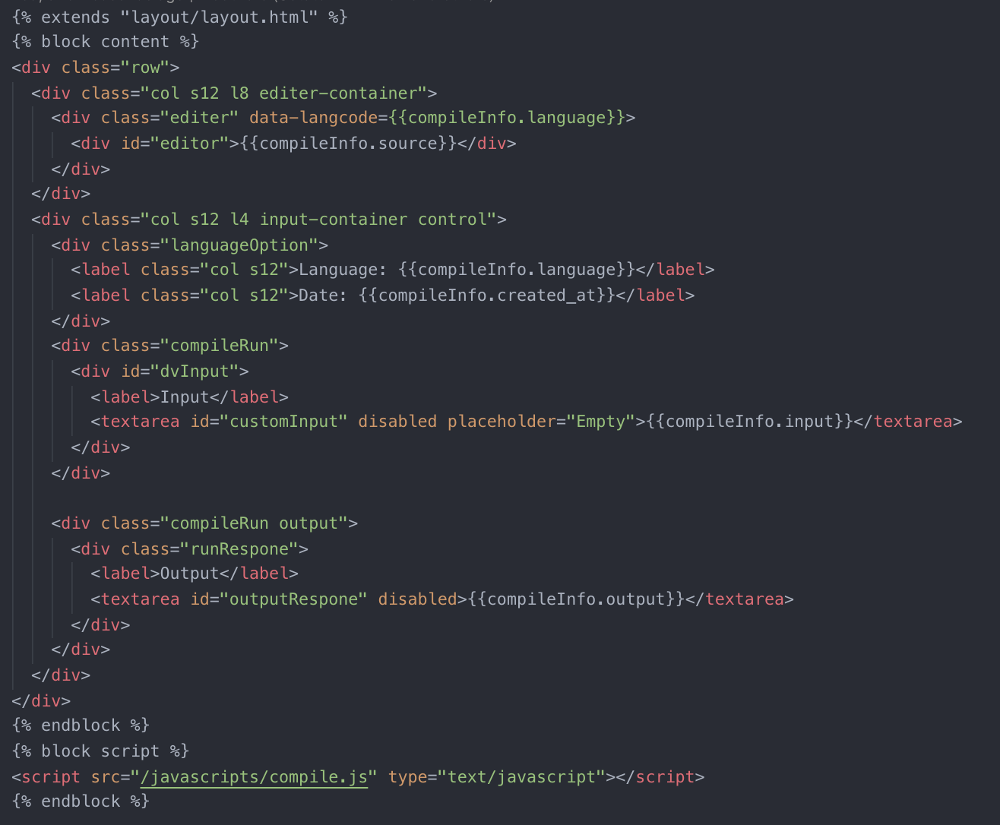 {% extends "layout/layout.html" %}
{% block content %}
<div class="row">
  <div class="col s12 l8 editer-container">
    <div class="editer" data-langcode={{compileInfo.language}}>
      <div id="editor">{{compileInfo.source}}</div>
    </div>
  </div>
  <div class="col s12 l4 input-container control">
    <div class="languageOption">
      <label class="col s12">Language: {{compileInfo.language}}</label>
      <label class="col s12">Date: {{compileInfo.created_at}}</label>
    </div>
    <div class="compileRun">
      <div id="dvInput">
        <label>Input</label>
        <textarea id="customInput" disabled placeholder="Empty">{{compileInfo.input}}</textarea>
      </div>
    </div>

    <div class="compileRun output">
      <div class="runRespone">
        <label>Output</label>
        <textarea id="outputRespone" disabled>{{compileInfo.output}}</textarea>
      </div>
    </div>
  </div>
</div>
{% endblock %}
{% block script %}
<script src="/javascripts/compile.js" type="text/javascript"></script>
{% endblock %}